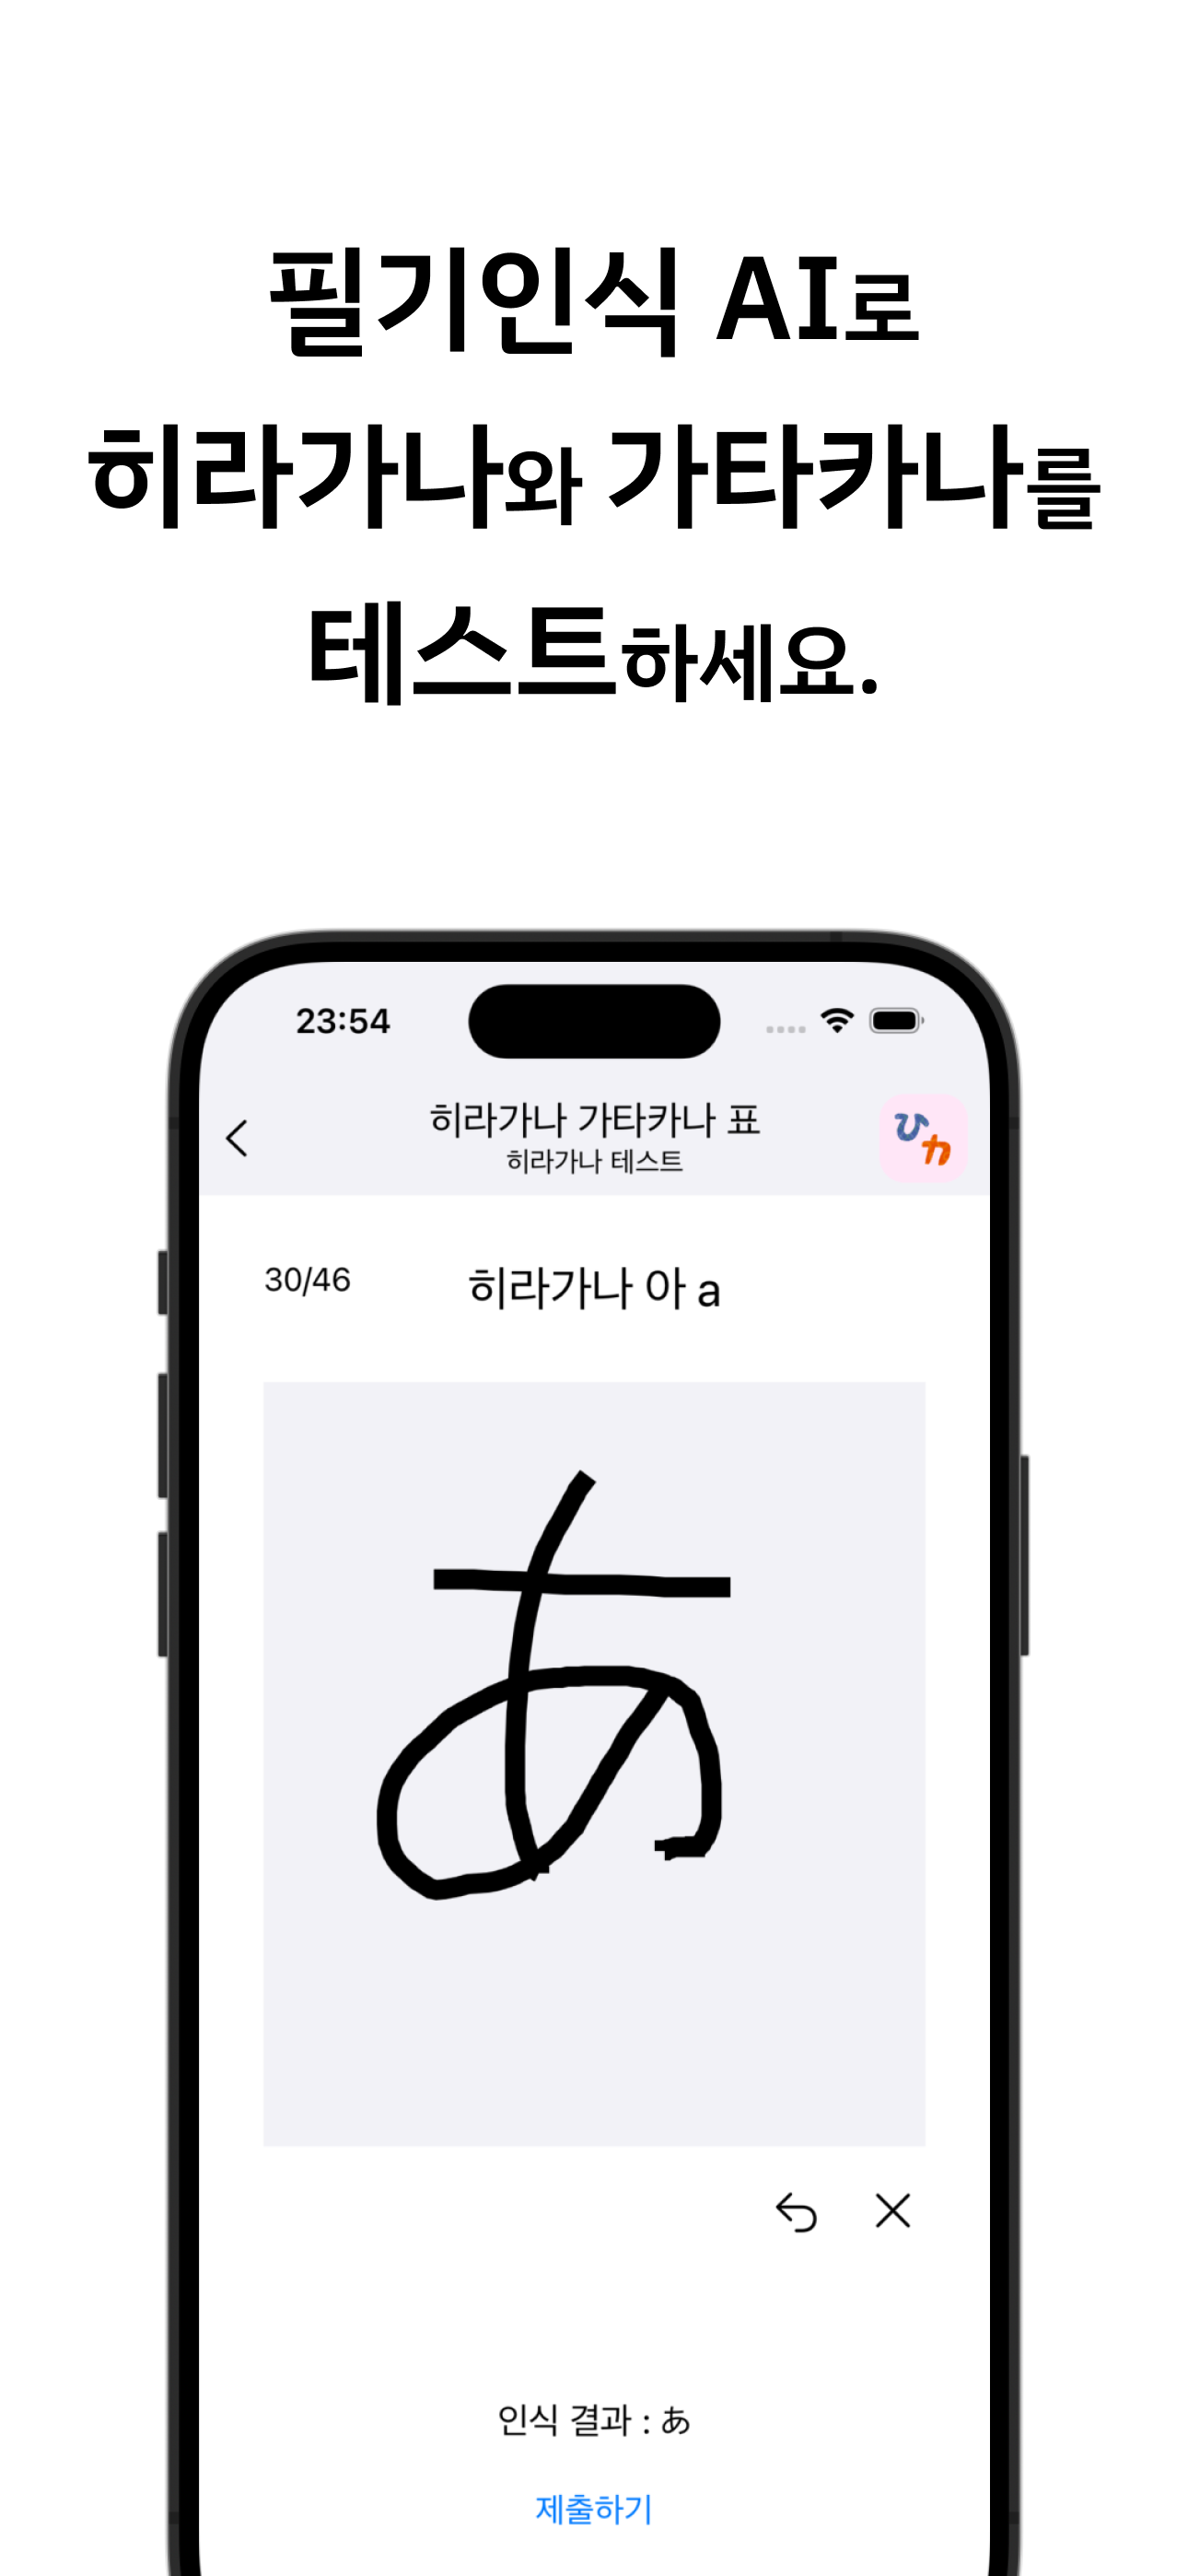 필기인식 AI로
히라가나와 가타카나를
테스트하세요.
23:54
히라가나 가타카나 표
히라가나 테스트
ひカ
30/46
히라가나 아 a
あ
인식 결과 : あ
제출하기